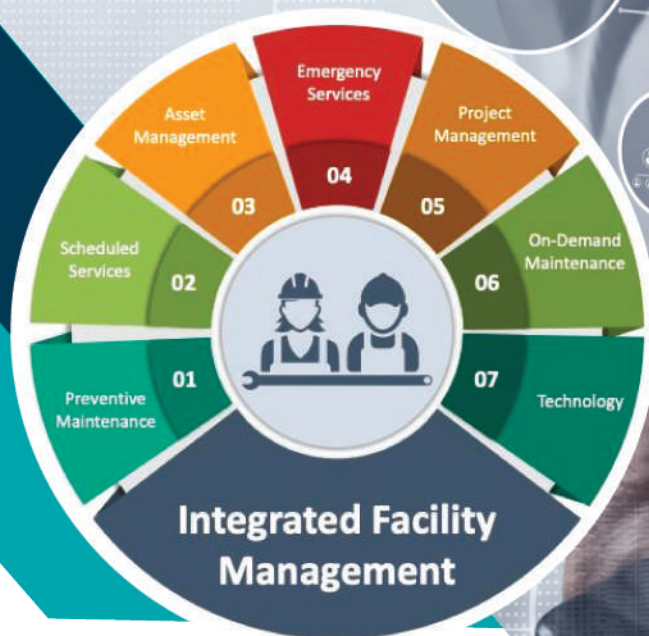 Preventive
Maintenance
01
Scheduled
Services
02
Asset
Management
03
Emergency
Services
04
Project
Management
05
On-Demand
Maintenance
06
Technology
07
Integrated Facility
Management